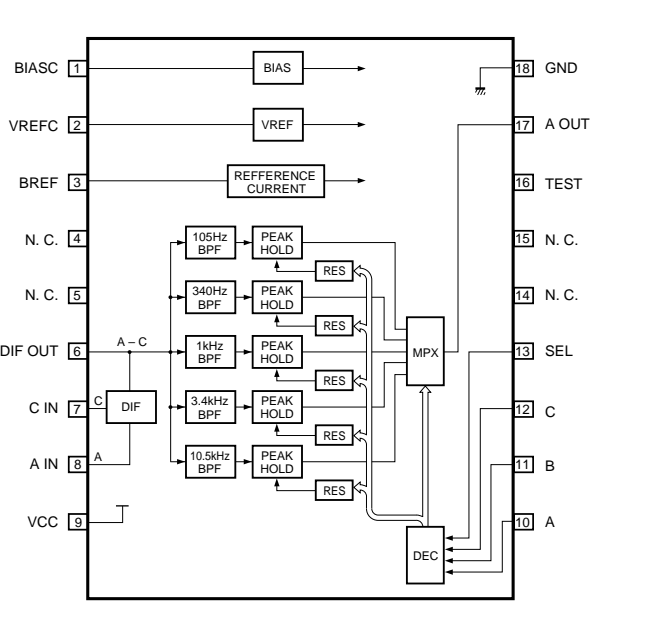 BIASC 1 BIAS 18 GND
VREFC 2 VREF 17 A OUT
BREF 3 REFFERENCE CURRENT 16 TEST
N. C. 4 105Hz BPF PEAK HOLD 15 N. C.
RES
N. C. 5 340Hz BPF PEAK HOLD 14 N. C.
RES
DIF OUT 6 A – C 1kHz BPF PEAK HOLD MPX 13 SEL
RES
C IN 7 C DIF 3.4kHz BPF PEAK HOLD 12 C
RES
A IN 8 A 10.5kHz BPF PEAK HOLD 11 B
RES
VCC 9 10 A
DEC